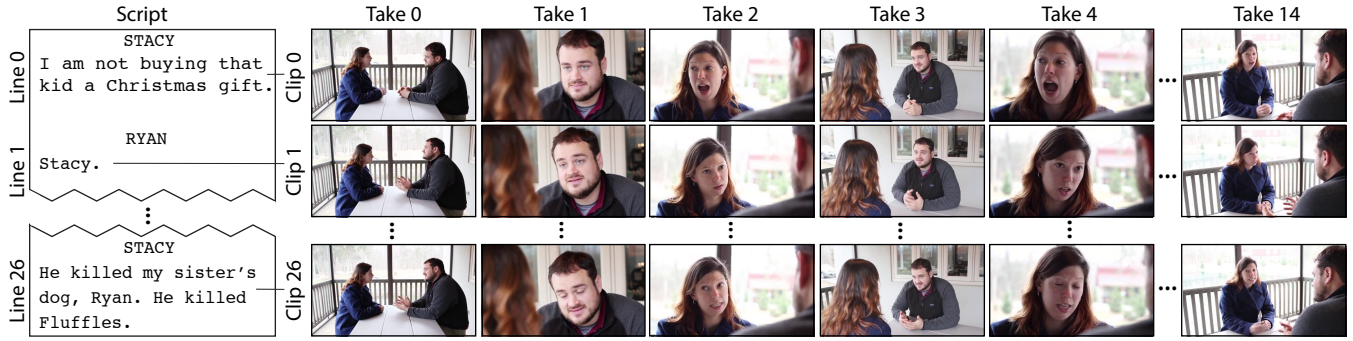 Script
Take 0
Take 1
Take 2
Take 3
Take 4
Take 14
Line 0
STACY
I am not buying that
kid a Christmas gift.
Clip 0
...
Line 1
RYAN
Stacy.
Clip 1
...
Line 26
STACY
He killed my sister's
dog, Ryan. He killed
Fluffles.
Clip 26
...